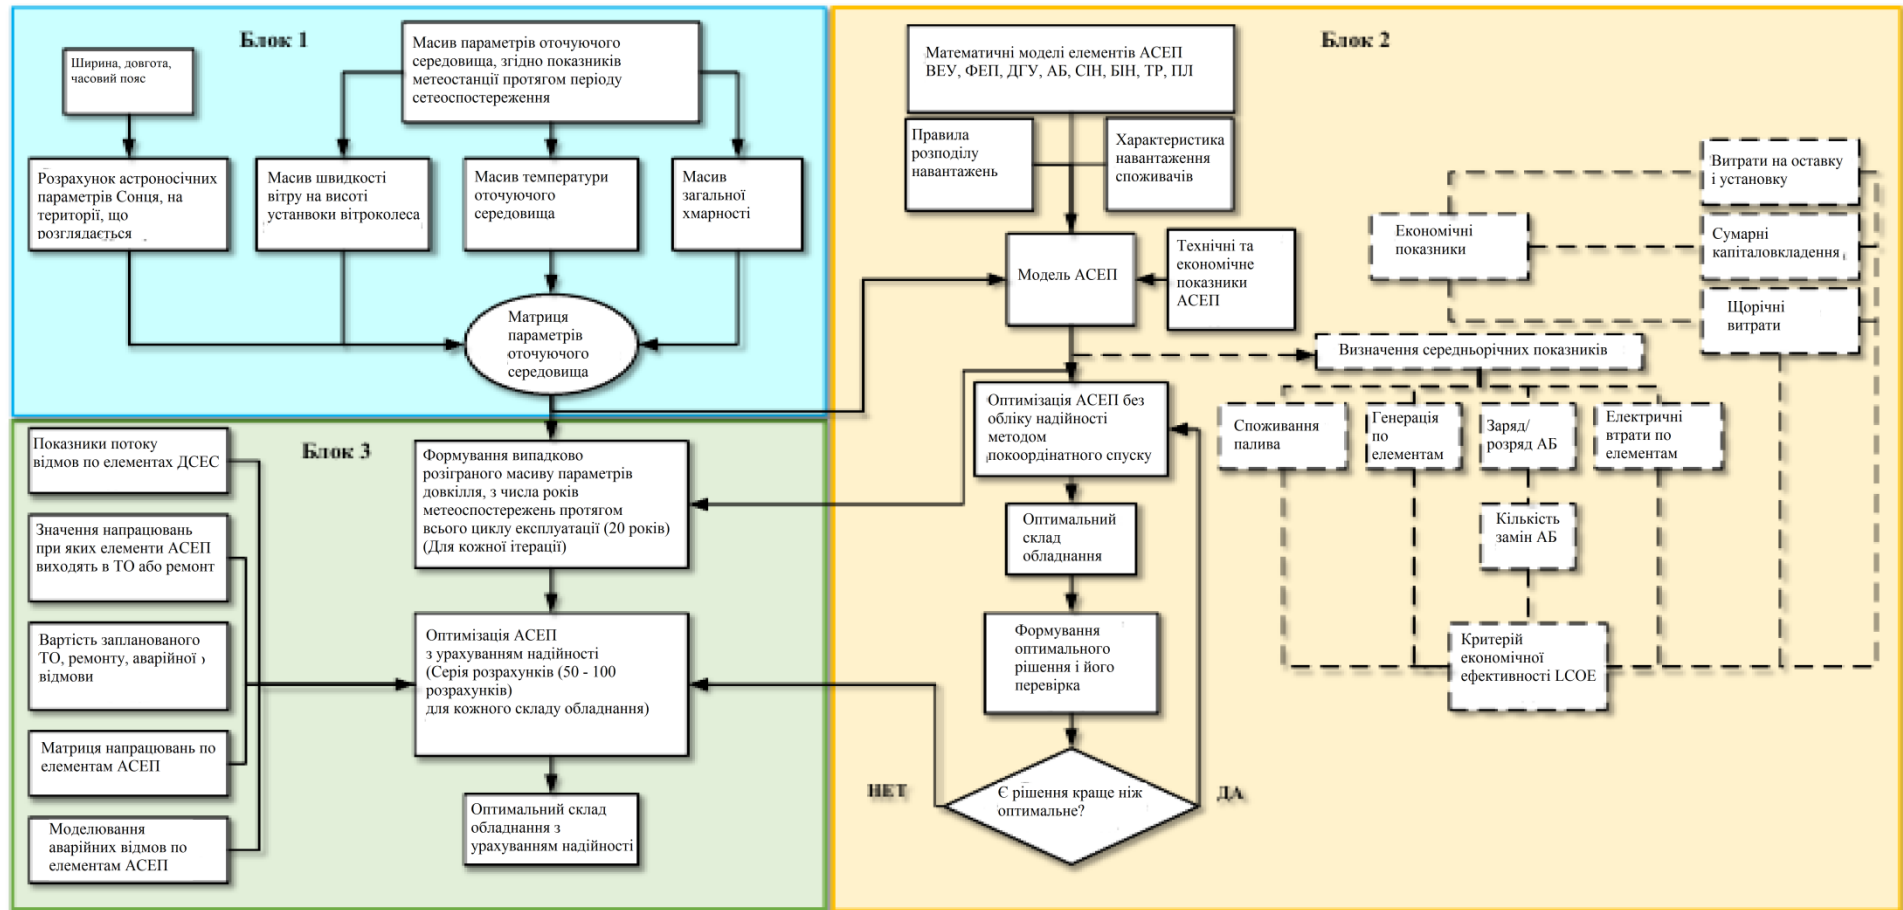 Блок 1
Ширина, довгота,
часовий пояс
Масив параметрів оточуючого
середовища, згідно показників
метеостанції протягом періоду
сетеоспостереження
Розрахунок астроносічних
параметрів Сонця, на
території, що
розглядається
Масив швидкості
вітру на висоті
устанвоки вітроколеса
Масив температури
оточуючого
середовища
Масив
загальної
хмарності
Матриця
параметрів
оточуючого
середовища
Блок 2
Математичні моделі елементів АСЕП
ВЕУ, ФЕП, ДГУ, АБ, СІН, БІН, ТР, ПЛ
Правила
розподілу
навантажень
Характеристика
навантаження
споживачів
Модель АСЕП
Технічні та
економічне
показники
АСЕП
Витрати на оставку
і установку
Економічні
показники
Сумарні
капіталовкладення
Щорічні
витрати
Визначення середньорічних показників
Оптимізація АСЕП без
обліку надійності
методом
покоординатного спуску
Споживання
палива
Генерація
по
елементам
Заряд/
розряд АБ
Електричні
втрати по
елементам
Оптимальний
склад
обладнання
Кількість
замін АБ
Формування
оптимального
рішення і його
перевірка
Критерій
економічної
ефективності LCOE
НЕТ
Є рішення краще ніж
оптимальне?
ДА
Блок 3
Показники потоку
відмов по елементах ДСЕС
Значення напрацювань
при яких елементи АСЕП
виходять в ТО або ремонт
Вартість запланованого
ТО, ремонту, аварійної
відмови
Матриця напрацювань по
елементам АСЕП
Моделювання
аварійних відмов по
елементам АСЕП
Формування випадково
розіграного масиву параметрів
довкілля, з числа років
метеоспостережень протягом
всього циклу експлуатації (20 років)
(Для кожної ітерації)
Оптимізація АСЕП
з урахуванням надійності
(Серія розрахунків (50 - 100
розрахунків)
для кожного складу обладнання)
Оптимальний склад
обладнання з
урахуванням надійності